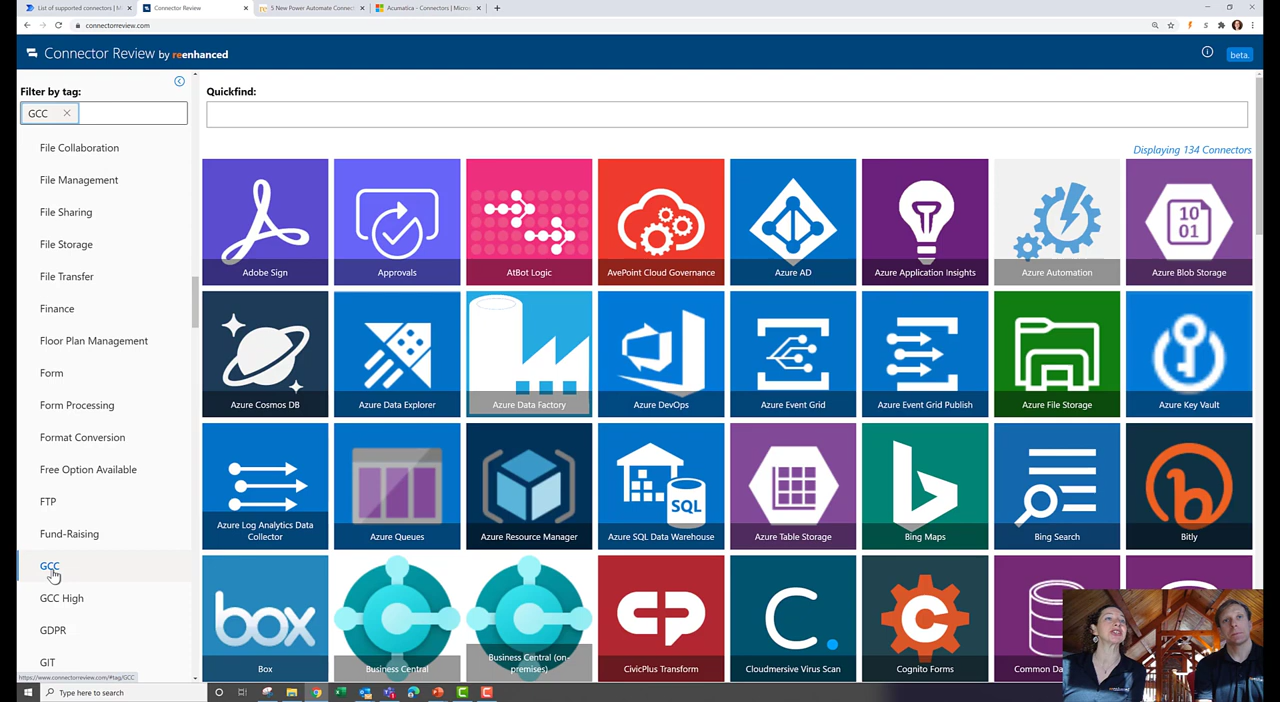 List of supported connectors | M
Connector Review
5 New Power Automate Connect
Acumatica - Connectors | Micros
connectorreview.com
Connector Review by reenhanced
beta.
Filter by tag:
GCC
File Collaboration
File Management
File Sharing
File Storage
File Transfer
Finance
Floor Plan Management
Form
Form Processing
Format Conversion
Free Option Available
FTP
Fund-Raising
GCC
GCC High
GDPR
GIT
https://www.connectorreview.com/#tag/GCC
Quickfind:
Displaying 134 Connectors
Adobe Sign
Approvals
AtBot Logic
AvePoint Cloud Governance
Azure AD
Azure Application Insights
Azure Automation
10
01
Azure Blob Storage
Azure Cosmos DB
Azure Data Explorer
Azure Data Factory
Azure DevOps
Azure Event Grid
Azure Event Grid Publish
Azure File Storage
Azure Key Vault
Azure Log Analytics Data
Collector
Azure Queues
Azure Resource Manager
SQL
Azure SQL Data Warehouse
Azure Table Storage
Bing Maps
Bing Search
Bitly
box
Box
Business Central
Business Central (on-
premises)
CivicPlus Transform
Cloudmersive Virus Scan
Cognito Forms
Common Da
Type here to search